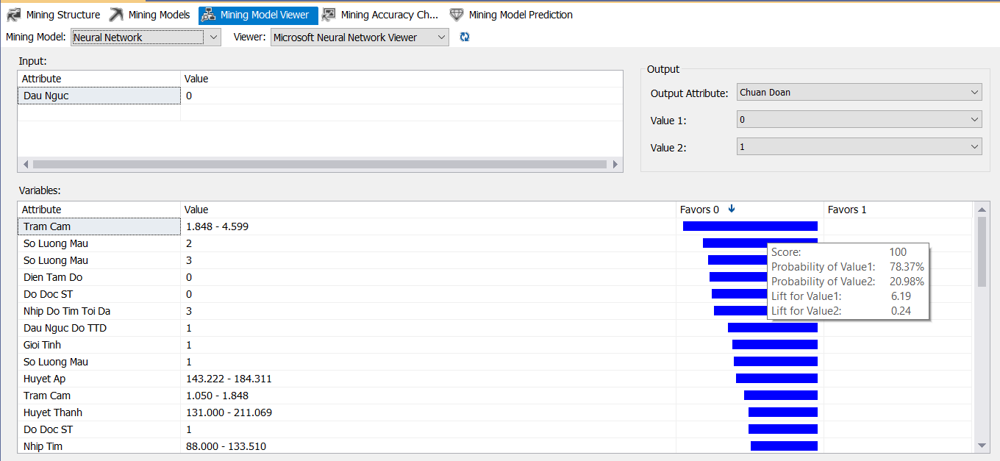 Mining Structure Mining Models Mining Model Viewer Mining Accuracy Ch... Mining Model Prediction
Mining Model: Neural Network Viewer: Microsoft Neural Network Viewer
Input:
Attribute Value
Dau Nguc 0
Output
Output Attribute: Chuan Doan
Value 1: 0
Value 2: 1
Variables:
Attribute Value Favors 0 Favors 1
Tram Cam 1.848 - 4.599
So Luong Mau 2
So Luong Mau 3
Dien Tam Do 0
Do Doc ST 0
Nhip Do Tim Toi Da 3
Dau Nguc Do TTD 1
Gioi Tinh 1
So Luong Mau 1
Huyet Ap 143.222 - 184.311
Tram Cam 1.050 - 1.848
Huyet Thanh 131.000 - 211.069
Do Doc ST 1
Nhip Tim 88.000 - 133.510
Score: 100
Probability of Value1: 78.37%
Probability of Value2: 20.98%
Lift for Value1: 6.19
Lift for Value2: 0.24